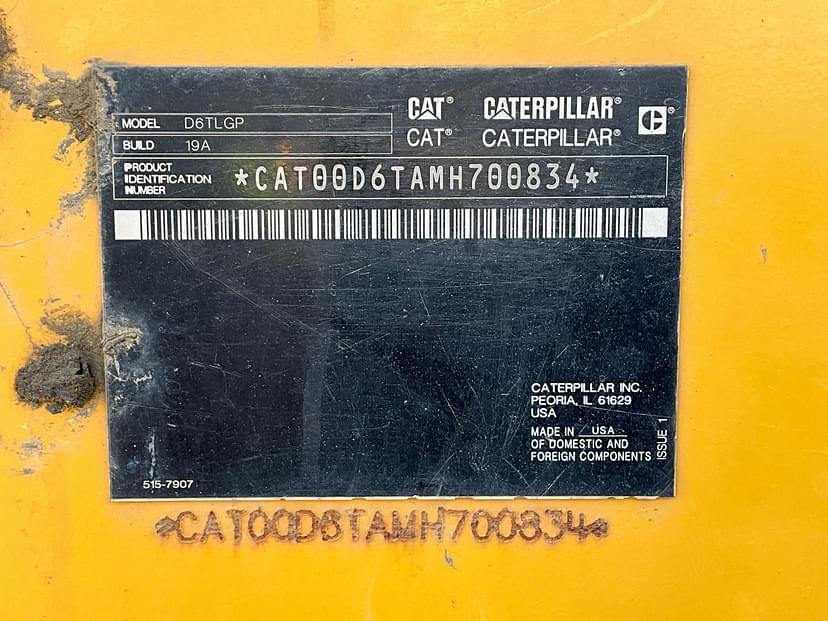 CAT® CATERPILLAR®
MODEL D6TLGP CAT® CATERPILLAR® C®
BUILD 19A
PRODUCT IDENTIFICATION NUMBER *CAT00D6TAMH700834*
CATERPILLAR INC.
PEORIA, IL 61629
USA
MADE IN USA
OF DOMESTIC AND
FOREIGN COMPONENTS
ISSUE 1
515-7907
*CAT00D6TAMH700834*